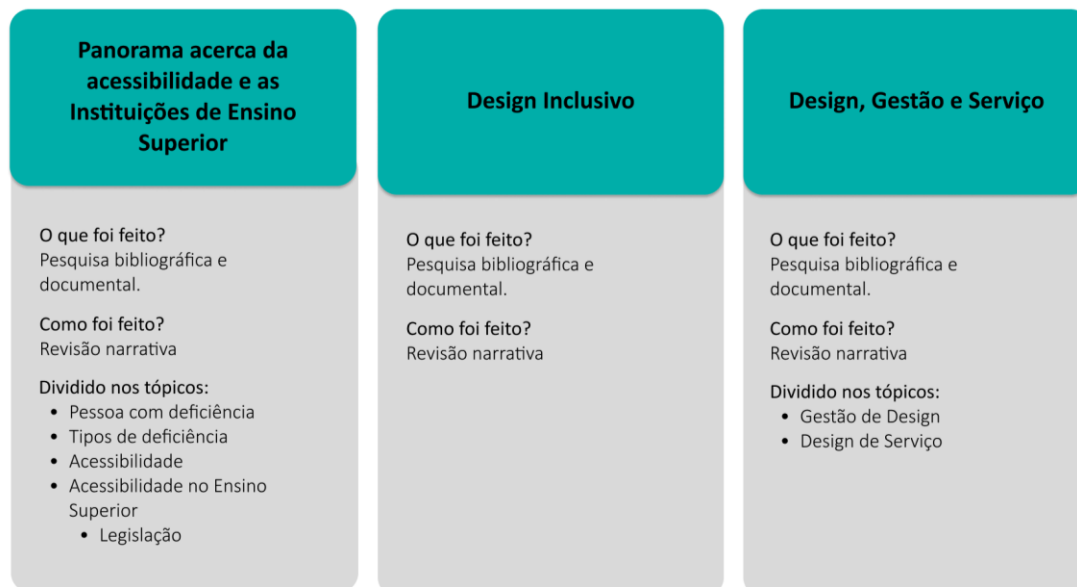 Panorama acerca da
acessibilidade e as
Instituições de Ensino
Superior
O que foi feito?
Pesquisa bibliográfica e
documental.
Como foi feito?
Revisão narrativa
Dividido nos tópicos:
• Pessoa com deficiência
• Tipos de deficiência
• Acessibilidade
• Acessibilidade no Ensino
Superior
• Legislação
Design Inclusivo
O que foi feito?
Pesquisa bibliográfica e
documental.
Como foi feito?
Revisão narrativa
Design, Gestão e Serviço
O que foi feito?
Pesquisa bibliográfica e
documental.
Como foi feito?
Revisão narrativa
Dividido nos tópicos:
• Gestão de Design
• Design de Serviço